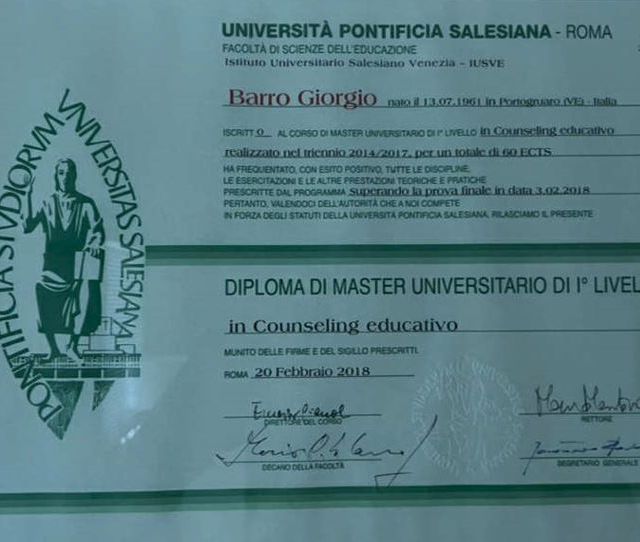 UNIVERSITÀ PONTIFICIA SALESIANA - ROMA
FACOLTÀ DI SCIENZE DELL'EDUCAZIONE
Istituto Universitario Salesiano Venezia - IUSVE
Barro Giorgio nato il 13.07.1961 in Portogruaro (VE) - Italia
ISCRITTO AL CORSO DI MASTER UNIVERSITARIO DI I° LIVELLO in Counseling educativo
realizzato nel triennio 2014/2017, per un totale di 60 ECTS
HA FREQUENTATO, CON ESITO POSITIVO, TUTTE LE DISCIPLINE,
LE ESERCITAZIONI E LE ALTRE PRESTAZIONI TEORICHE E PRATICHE
PRESCRITTE DAL PROGRAMMA superando la prova finale in data 3.02.2018
PERTANTO, VALENDOCI DELL'AUTORITÀ CHE A NOI COMPETE
IN FORZA DEGLI STATUTI DELLA UNIVERSITÀ PONTIFICIA SALESIANA, RILASCIAMO IL PRESENTE
PONTIFICIA STVDIORVM VNIVERSITAS SALESIANA
DIPLOMA DI MASTER UNIVERSITARIO DI I° LIVEL
in Counseling educativo
MUNITO DELLE FIRME E DEL SIGILLO PRESCRITTI.
ROMA 20 Febbraio 2018
DIRETTORE DEL CORSO
RETTORE
DECANO DELLA FACOLTÀ
SEGRETARIO GENERALE